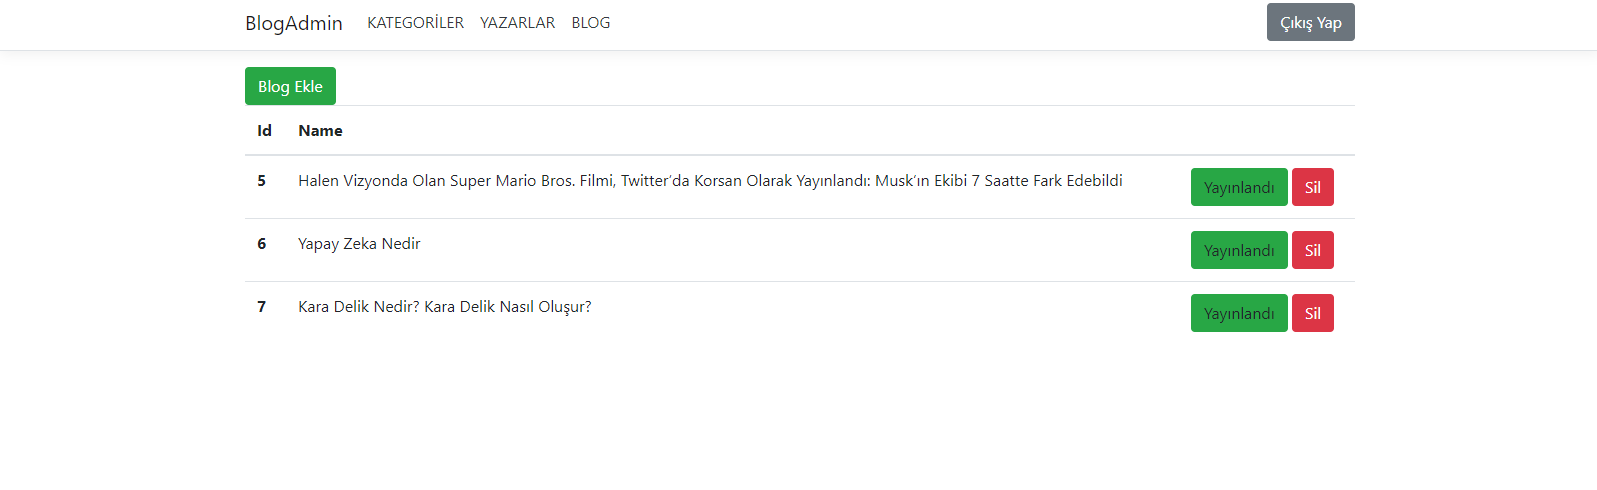 BlogAdmin KATEGORİLER YAZARLAR BLOG Çıkış Yap
Blog Ekle
Id Name
5 Halen Vizyonda Olan Super Mario Bros. Filmi, Twitter’da Korsan Olarak Yayınlandı: Musk’ın Ekibi 7 Saatte Fark Edebildi Yayınlandı Sil
6 Yapay Zeka Nedir Yayınlandı Sil
7 Kara Delik Nedir? Kara Delik Nasıl Oluşur? Yayınlandı Sil